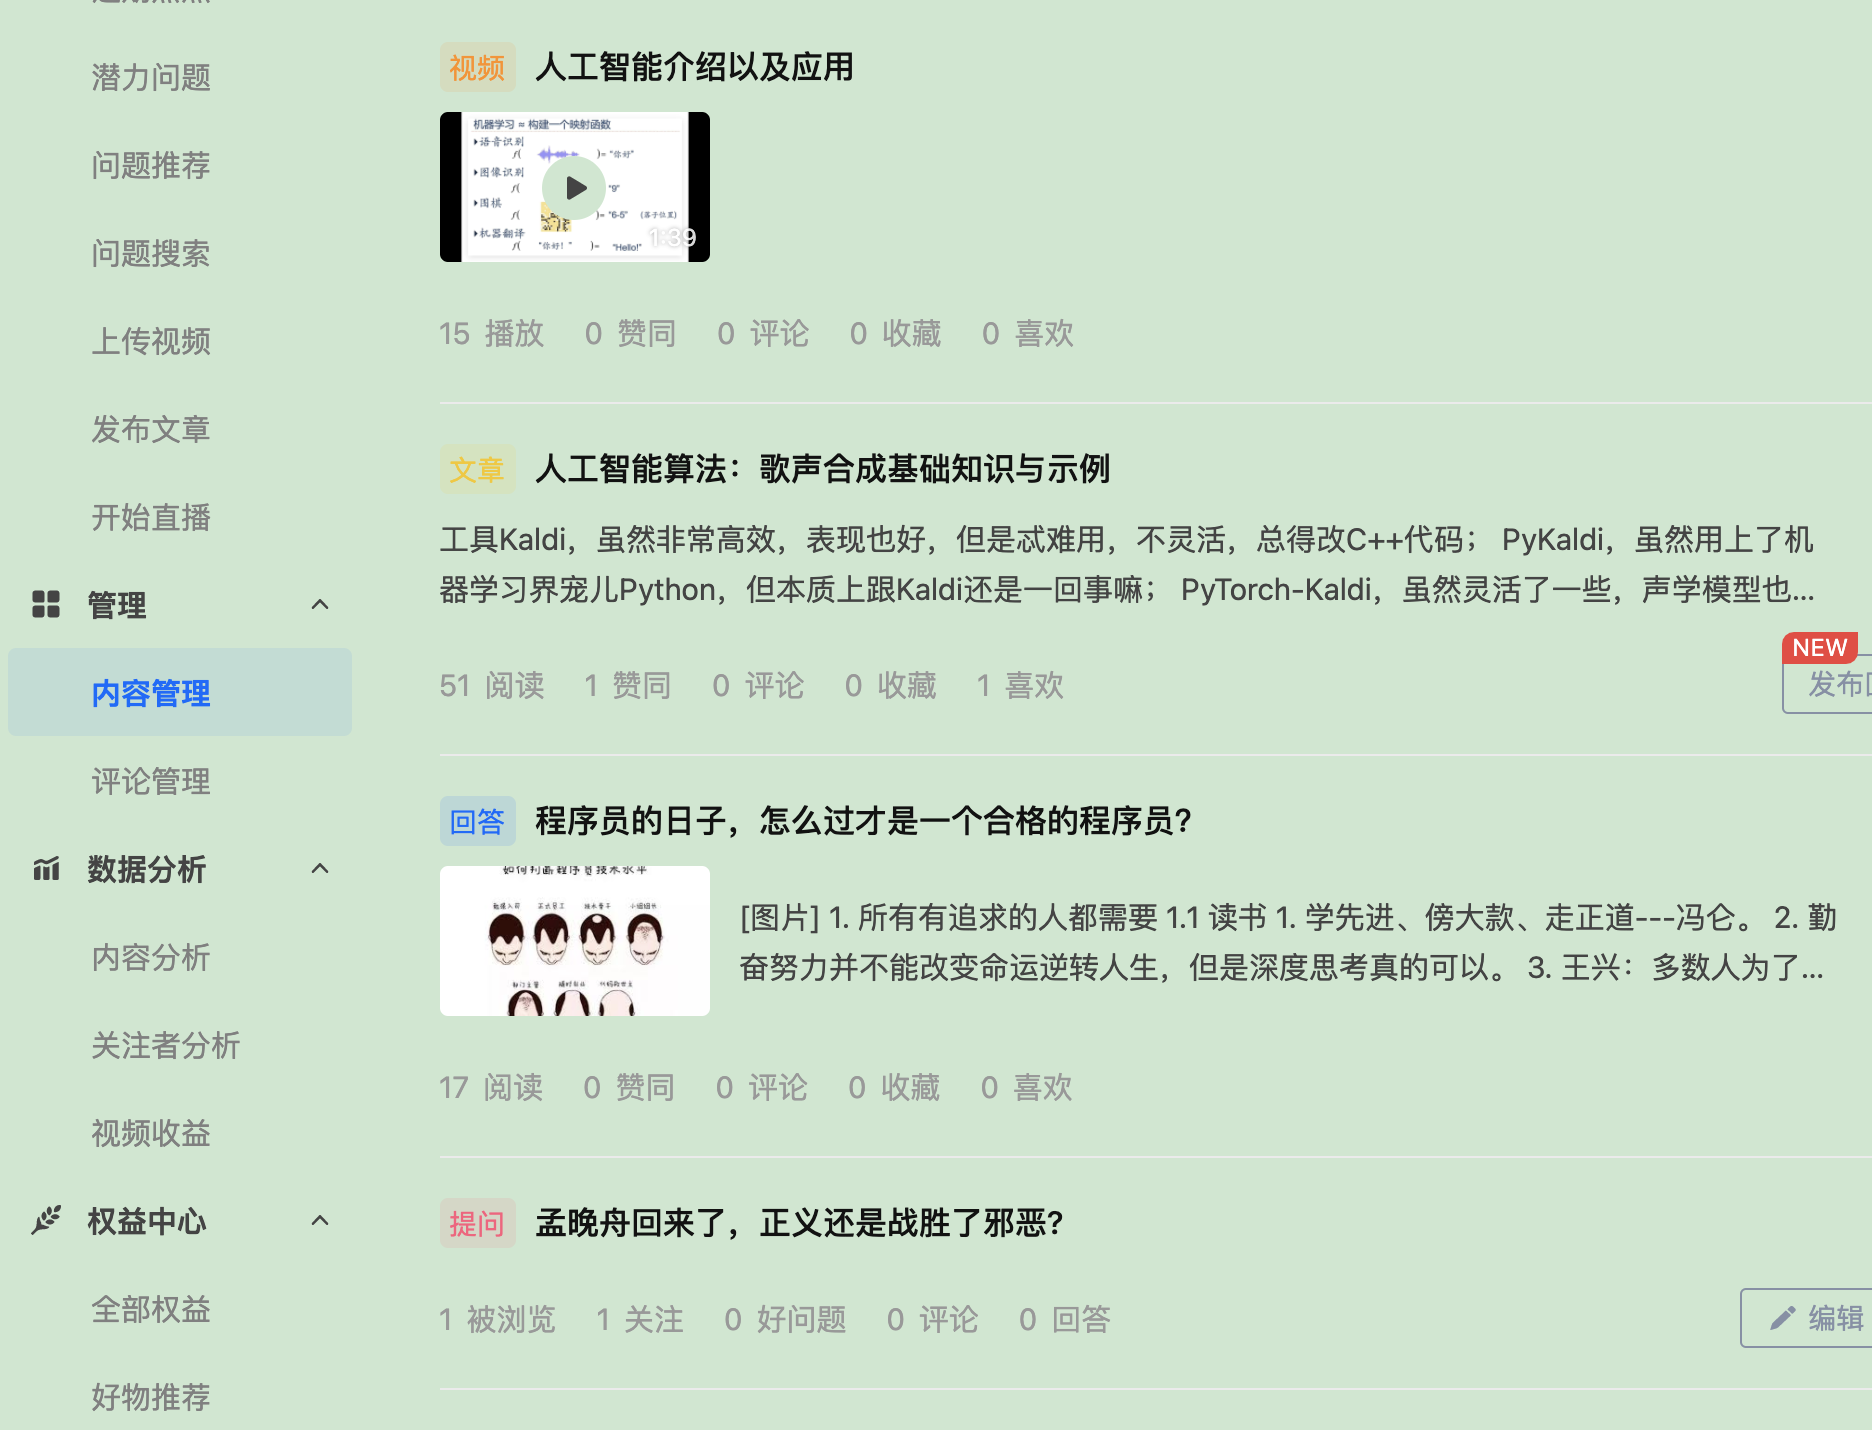 潜力问题
问题推荐
问题搜索
上传视频
发布文章
开始直播
管理
内容管理
评论管理
数据分析
内容分析
关注者分析
视频收益
权益中心
全部权益
好物推荐
视频 人工智能介绍以及应用
机器学习 ≈ 构建一个映射函数
语音识别
f( )= "你好"
图像识别
f( "9"
围棋
f( )= "6-5" (落子位置)
机器翻译
f( "你好!" )= "Hello!"
1:39
15 播放 0 赞同 0 评论 0 收藏 0 喜欢
文章 人工智能算法：歌声合成基础知识与示例
工具Kaldi，虽然非常高效，表现也好，但是忒难用，不灵活，总得改C++代码； PyKaldi，虽然用上了机
器学习界宠儿Python，但本质上跟Kaldi还是一回事嘛； PyTorch-Kaldi，虽然灵活了一些，声学模型也...
NEW
51 阅读 1 赞同 0 评论 0 收藏 1 喜欢 发布
回答 程序员的日子，怎么过才是一个合格的程序员?
如何判断程序员技术水平
正式员工
[图片] 1. 所有有追求的人都需要 1.1 读书 1. 学先进、傍大款、走正道---冯仑。 2. 勤
奋努力并不能改变命运逆转人生，但是深度思考真的可以。 3. 王兴：多数人为了...
17 阅读 0 赞同 0 评论 0 收藏 0 喜欢
提问 孟晚舟回来了，正义还是战胜了邪恶?
1 被浏览 1 关注 0 好问题 0 评论 0 回答 编辑